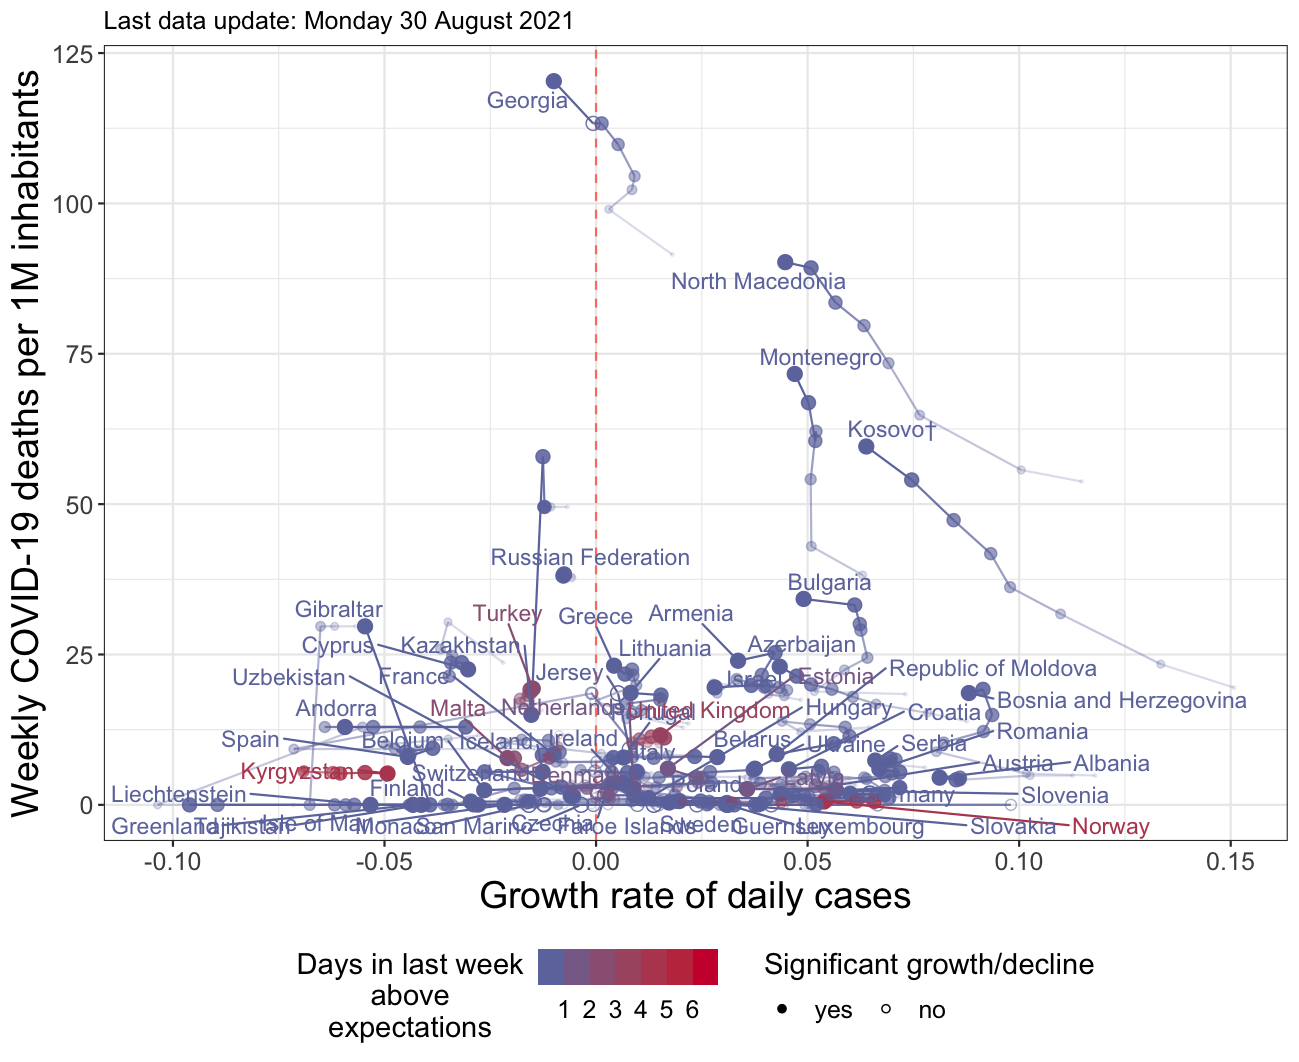 Last data update: Monday 30 August 2021
Weekly COVID-19 deaths per 1M inhabitants
125
100
75
50
25
0
Georgia
North Macedonia
Montenegro
Kosovo†
Russian Federation
Bulgaria
Gibraltar
Turkey
Greece
Armenia
Cyprus
Kazakhstan
Lithuania
Azerbaijan
Uzbekistan
France
Jersey
Israel
Estonia
Republic of Moldova
Andorra
Malta
Netherlands
United Kingdom
Hungary
Croatia
Bosnia and Herzegovina
Spain
Belgium
Iceland
Ireland
Italy
Belarus
Ukraine
Serbia
Romania
Kyrgyzstan
Switzerland
Denmark
Poland
Latvia
Austria
Albania
Liechtenstein
Finland
Germany
Slovenia
Greenland
Tajikistan
Isle of Man
Monaco
San Marino
Czechia
Faroe Islands
Sweden
Guernsey
Luxembourg
Slovakia
Norway
-0.10
-0.05
0.00
0.05
0.10
0.15
Growth rate of daily cases
Days in last week
above
expectations
1 2 3 4 5 6
Significant growth/decline
yes
no